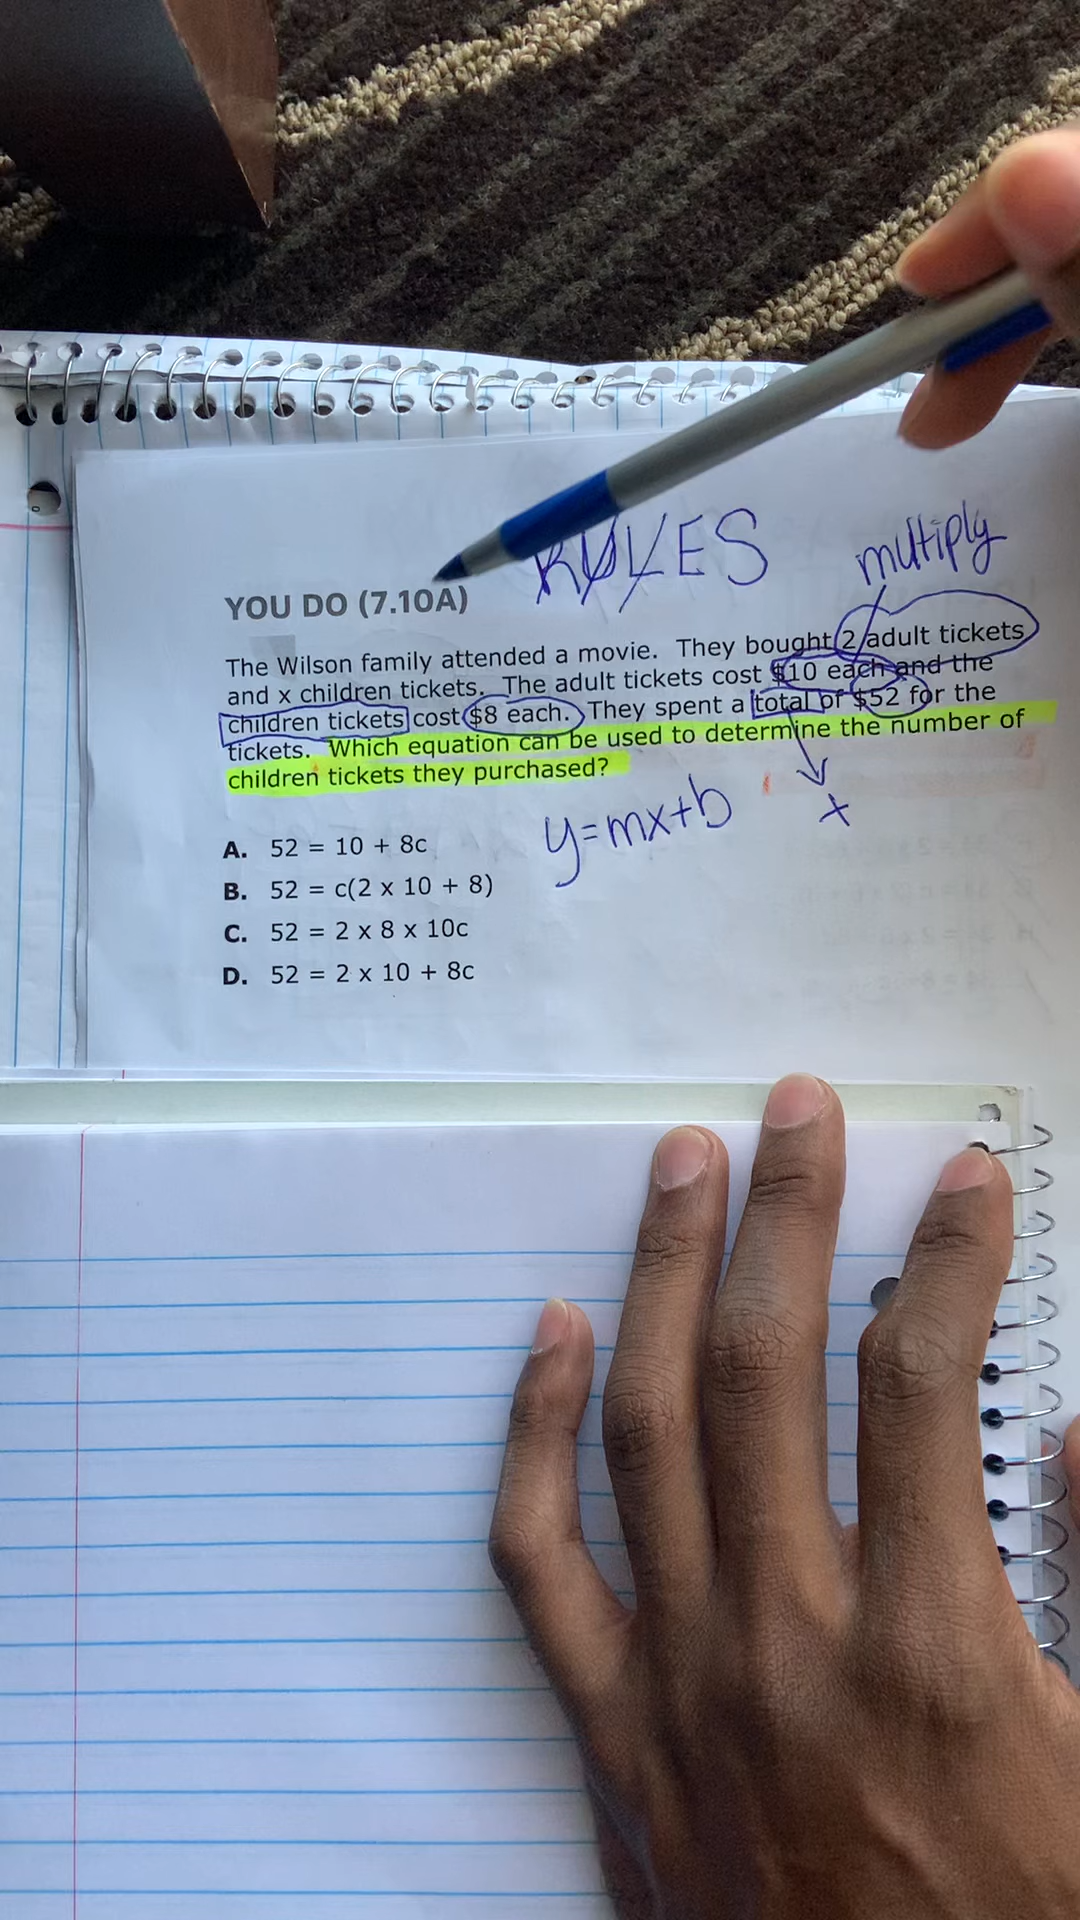 RULES
multiply
YOU DO (7.10A)
The Wilson family attended a movie. They bought 2 adult tickets
and x children tickets. The adult tickets cost $10 each and the
children tickets cost $8 each. They spent a total of $52 for the
tickets. Which equation can be used to determine the number of
children tickets they purchased?
+
y=mx+b
A. 52 = 10 + 8c
B. 52 = c(2 x 10 + 8)
C. 52 = 2 x 8 x 10c
D. 52 = 2 x 10 + 8c